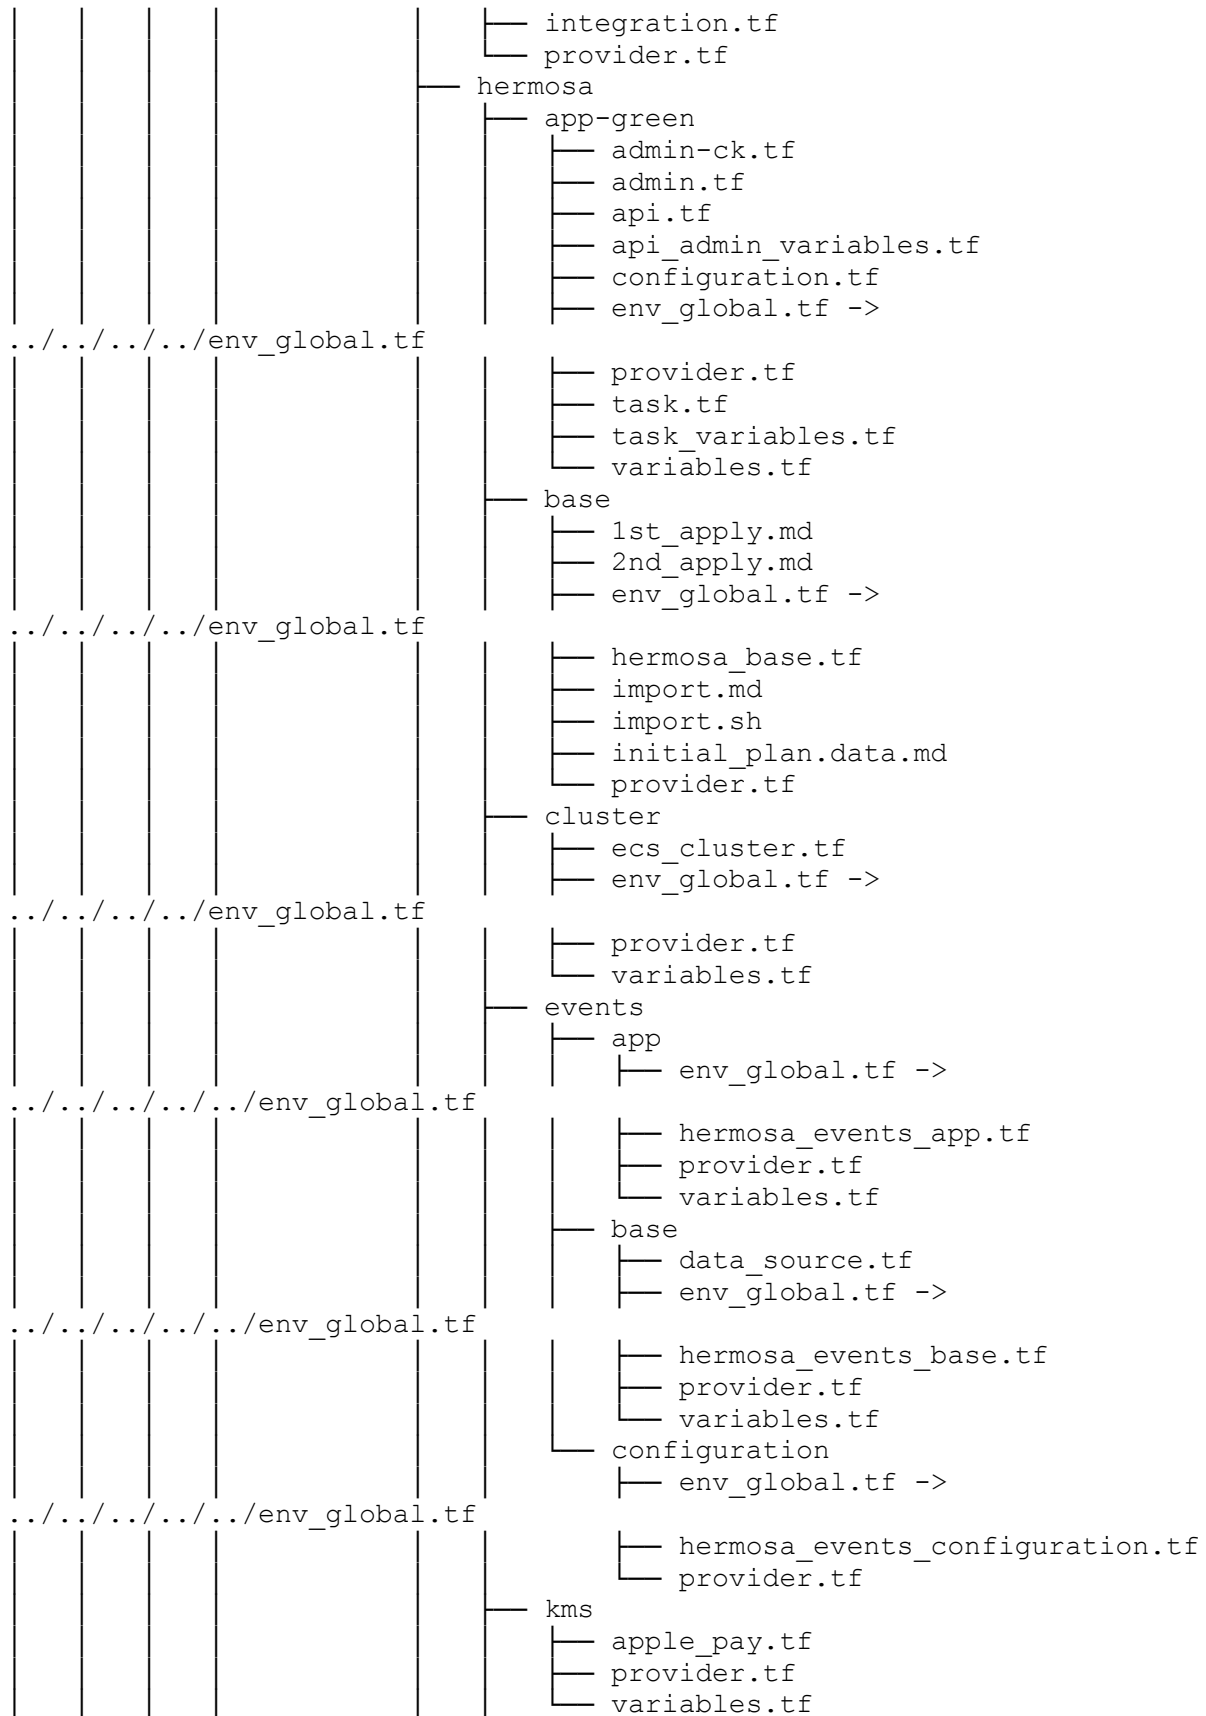 │   │   │   │           │   ├── integration.tf
│   │   │   │           │   └── provider.tf
│   │   │   │           ├── hermosa
│   │   │   │           │   ├── app-green
│   │   │   │           │   │   ├── admin-ck.tf
│   │   │   │           │   │   ├── admin.tf
│   │   │   │           │   │   ├── api.tf
│   │   │   │           │   │   ├── api_admin_variables.tf
│   │   │   │           │   │   ├── configuration.tf
│   │   │   │           │   │   ├── env_global.tf ->
../../../../env_global.tf
│   │   │   │           │   │   ├── provider.tf
│   │   │   │           │   │   ├── task.tf
│   │   │   │           │   │   ├── task_variables.tf
│   │   │   │           │   │   └── variables.tf
│   │   │   │           │   ├── base
│   │   │   │           │   │   ├── 1st_apply.md
│   │   │   │           │   │   ├── 2nd_apply.md
│   │   │   │           │   │   ├── env_global.tf ->
../../../../env_global.tf
│   │   │   │           │   │   ├── hermosa_base.tf
│   │   │   │           │   │   ├── import.md
│   │   │   │           │   │   ├── import.sh
│   │   │   │           │   │   ├── initial_plan.data.md
│   │   │   │           │   │   └── provider.tf
│   │   │   │           │   ├── cluster
│   │   │   │           │   │   ├── ecs_cluster.tf
│   │   │   │           │   │   ├── env_global.tf ->
../../../../env_global.tf
│   │   │   │           │   │   ├── provider.tf
│   │   │   │           │   │   └── variables.tf
│   │   │   │           │   ├── events
│   │   │   │           │   │   ├── app
│   │   │   │           │   │   │   ├── env_global.tf ->
../../../../../env_global.tf
│   │   │   │           │   │   │   ├── hermosa_events_app.tf
│   │   │   │           │   │   │   ├── provider.tf
│   │   │   │           │   │   │   └── variables.tf
│   │   │   │           │   │   ├── base
│   │   │   │           │   │   │   ├── data_source.tf
│   │   │   │           │   │   │   ├── env_global.tf ->
../../../../../env_global.tf
│   │   │   │           │   │   │   ├── hermosa_events_base.tf
│   │   │   │           │   │   │   ├── provider.tf
│   │   │   │           │   │   │   └── variables.tf
│   │   │   │           │   │   └── configuration
│   │   │   │           │   │       ├── env_global.tf ->
../../../../../env_global.tf
│   │   │   │           │   │       ├── hermosa_events_configuration.tf
│   │   │   │           │   │       └── provider.tf
│   │   │   │           │   ├── kms
│   │   │   │           │   │   ├── apple_pay.tf
│   │   │   │           │   │   ├── provider.tf
│   │   │   │           │   │   └── variables.tf